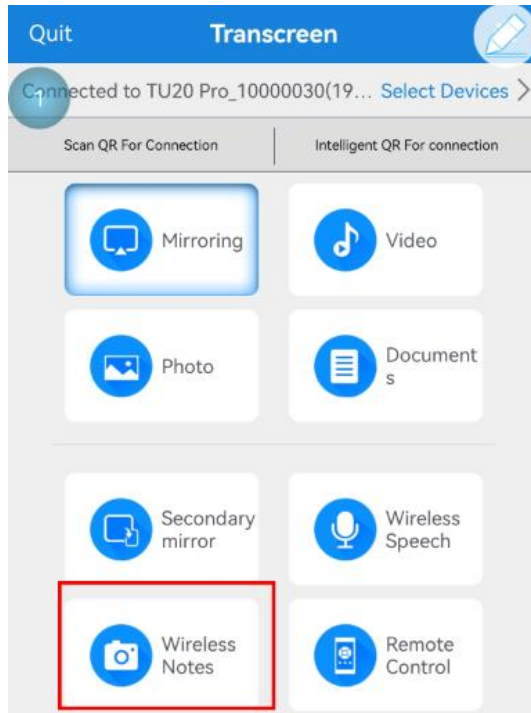 Quit
Transcreen
Connected to TU20 Pro_10000030(19... Select Devices >
1
Scan QR For Connection
Intelligent QR For connection
Mirroring
Video
Photo
Document
s
Secondary
mirror
Wireless
Speech
Wireless
Notes
Remote
Control